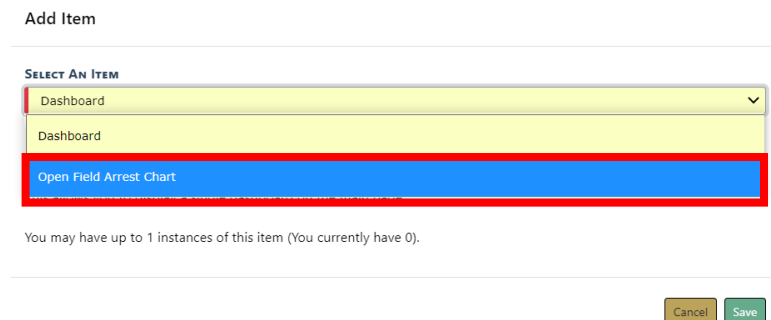 Add Item
SELECT AN ITEM
Dashboard
Dashboard
Open Field Arrest Chart
You may have up to 1 instances of this item (You currently have 0).
Cancel Save